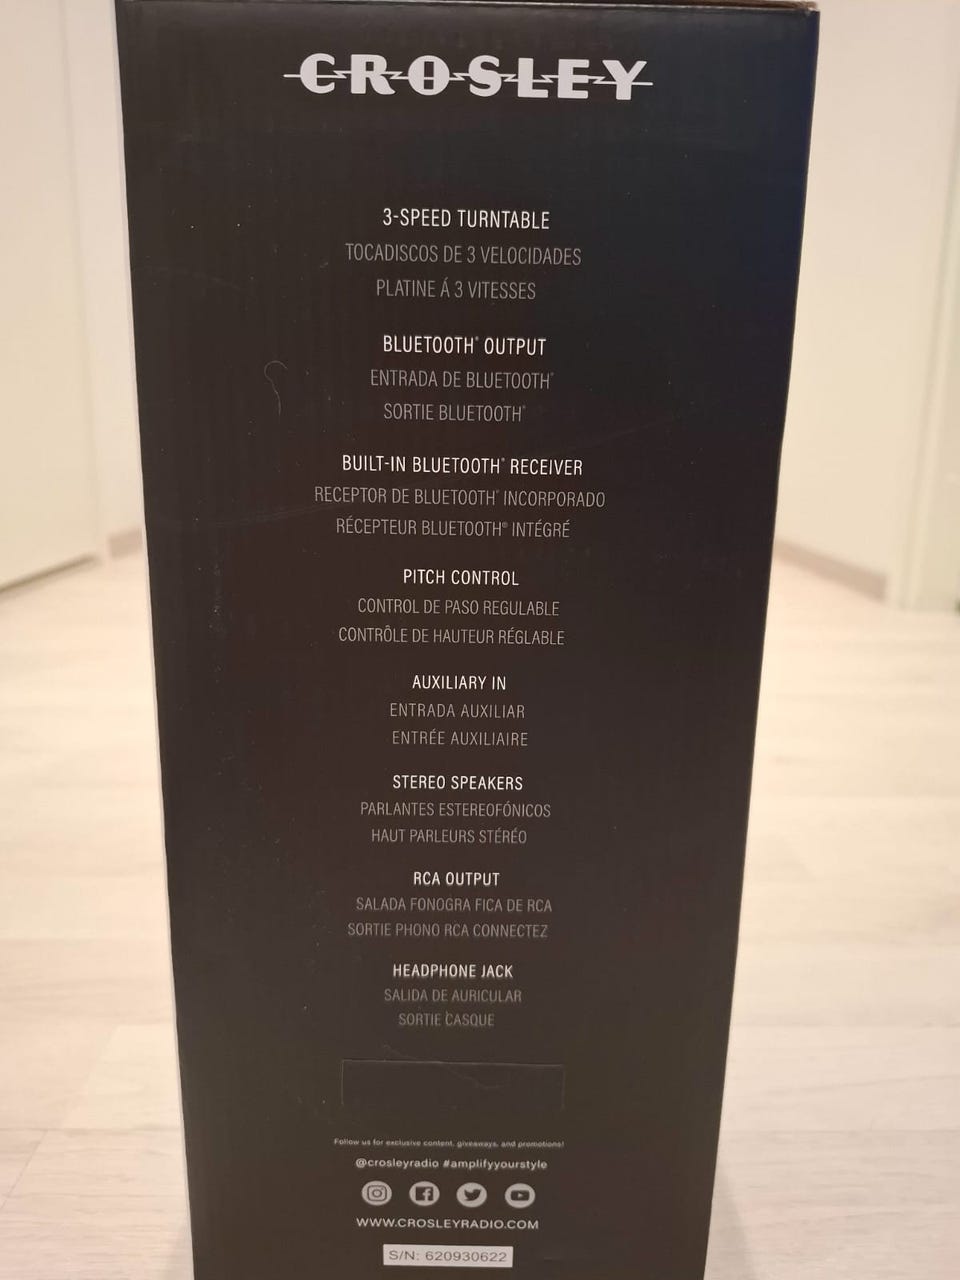 CROSLEY
3-SPEED TURNTABLE
TOCADISCOS DE 3 VELOCIDADES
PLATINE Á 3 VITESSES
BLUETOOTH® OUTPUT
ENTRADA DE BLUETOOTH®
SORTIE BLUETOOTH®
BUILT-IN BLUETOOTH® RECEIVER
RECEPTOR DE BLUETOOTH® INCORPORADO
RÉCEPTEUR BLUETOOTH® INTÉGRÉ
PITCH CONTROL
CONTROL DE PASO REGULABLE
CONTRÔLE DE HAUTEUR RÉGLABLE
AUXILIARY IN
ENTRADA AUXILIAR
ENTRÉE AUXILIAIRE
STEREO SPEAKERS
PARLANTES ESTEREOFÓNICOS
HAUT PARLEURS STÉRÉO
RCA OUTPUT
SALADA FONOGRA FICA DE RCA
SORTIE PHONO RCA CONNECTEZ
HEADPHONE JACK
SALIDA DE AURICULAR
SORTIE CASQUE
Follow us for exclusive content, giveaways, and promotions!
@crosleyradio #amplifyyourstyle
WWW.CROSLEYRADIO.COM
S/N: 620930622